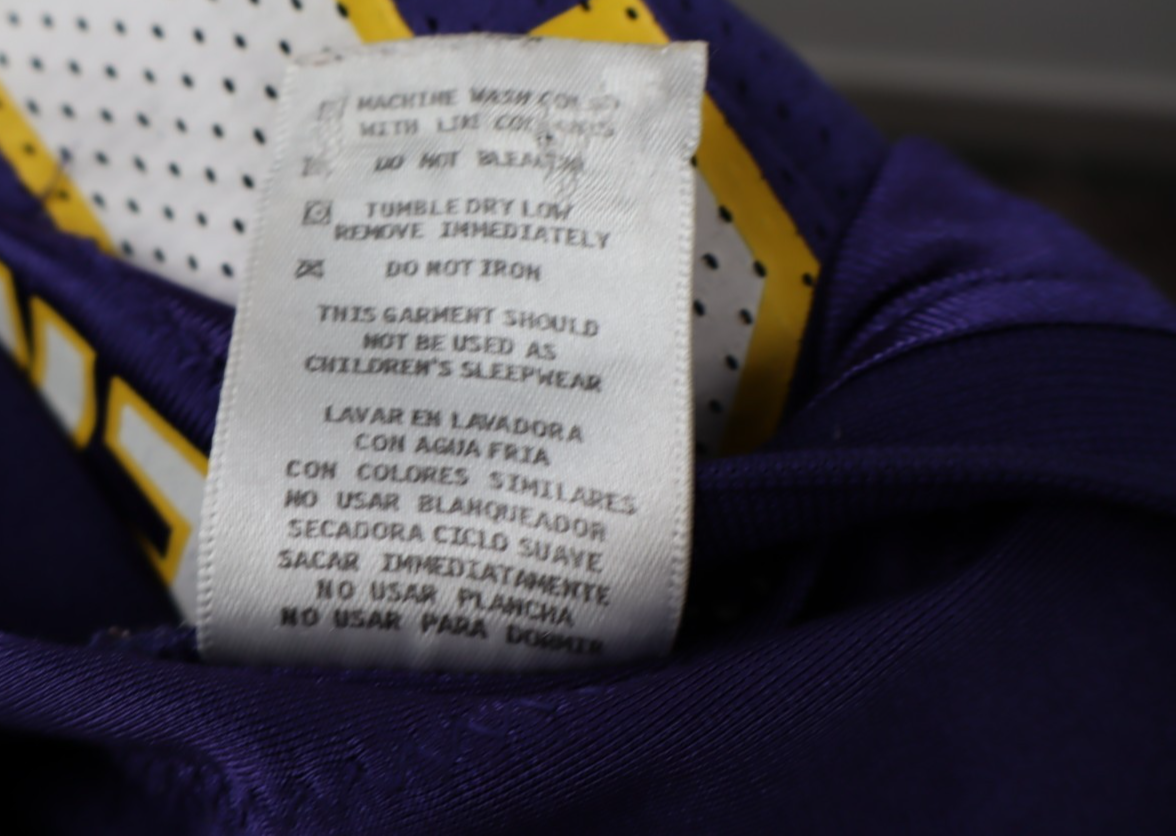 MACHINE WASH COLD
WITH LIKE COLOURS
DO NOT BLEACH
TUMBLE DRY LOW
REMOVE IMMEDIATELY
DO NOT IRON
THIS GARMENT SHOULD
NOT BE USED AS
CHILDREN'S SLEEPWEAR
LAVAR EN LAVADORA
CON AGUA FRIA
CON COLORES SIMILARES
NO USAR BLANQUEADOR
SECADORA CICLO SUAVE
SACAR IMMEDIATAMENTE
NO USAR PLANCHA
NO USAR PARA DORMIR